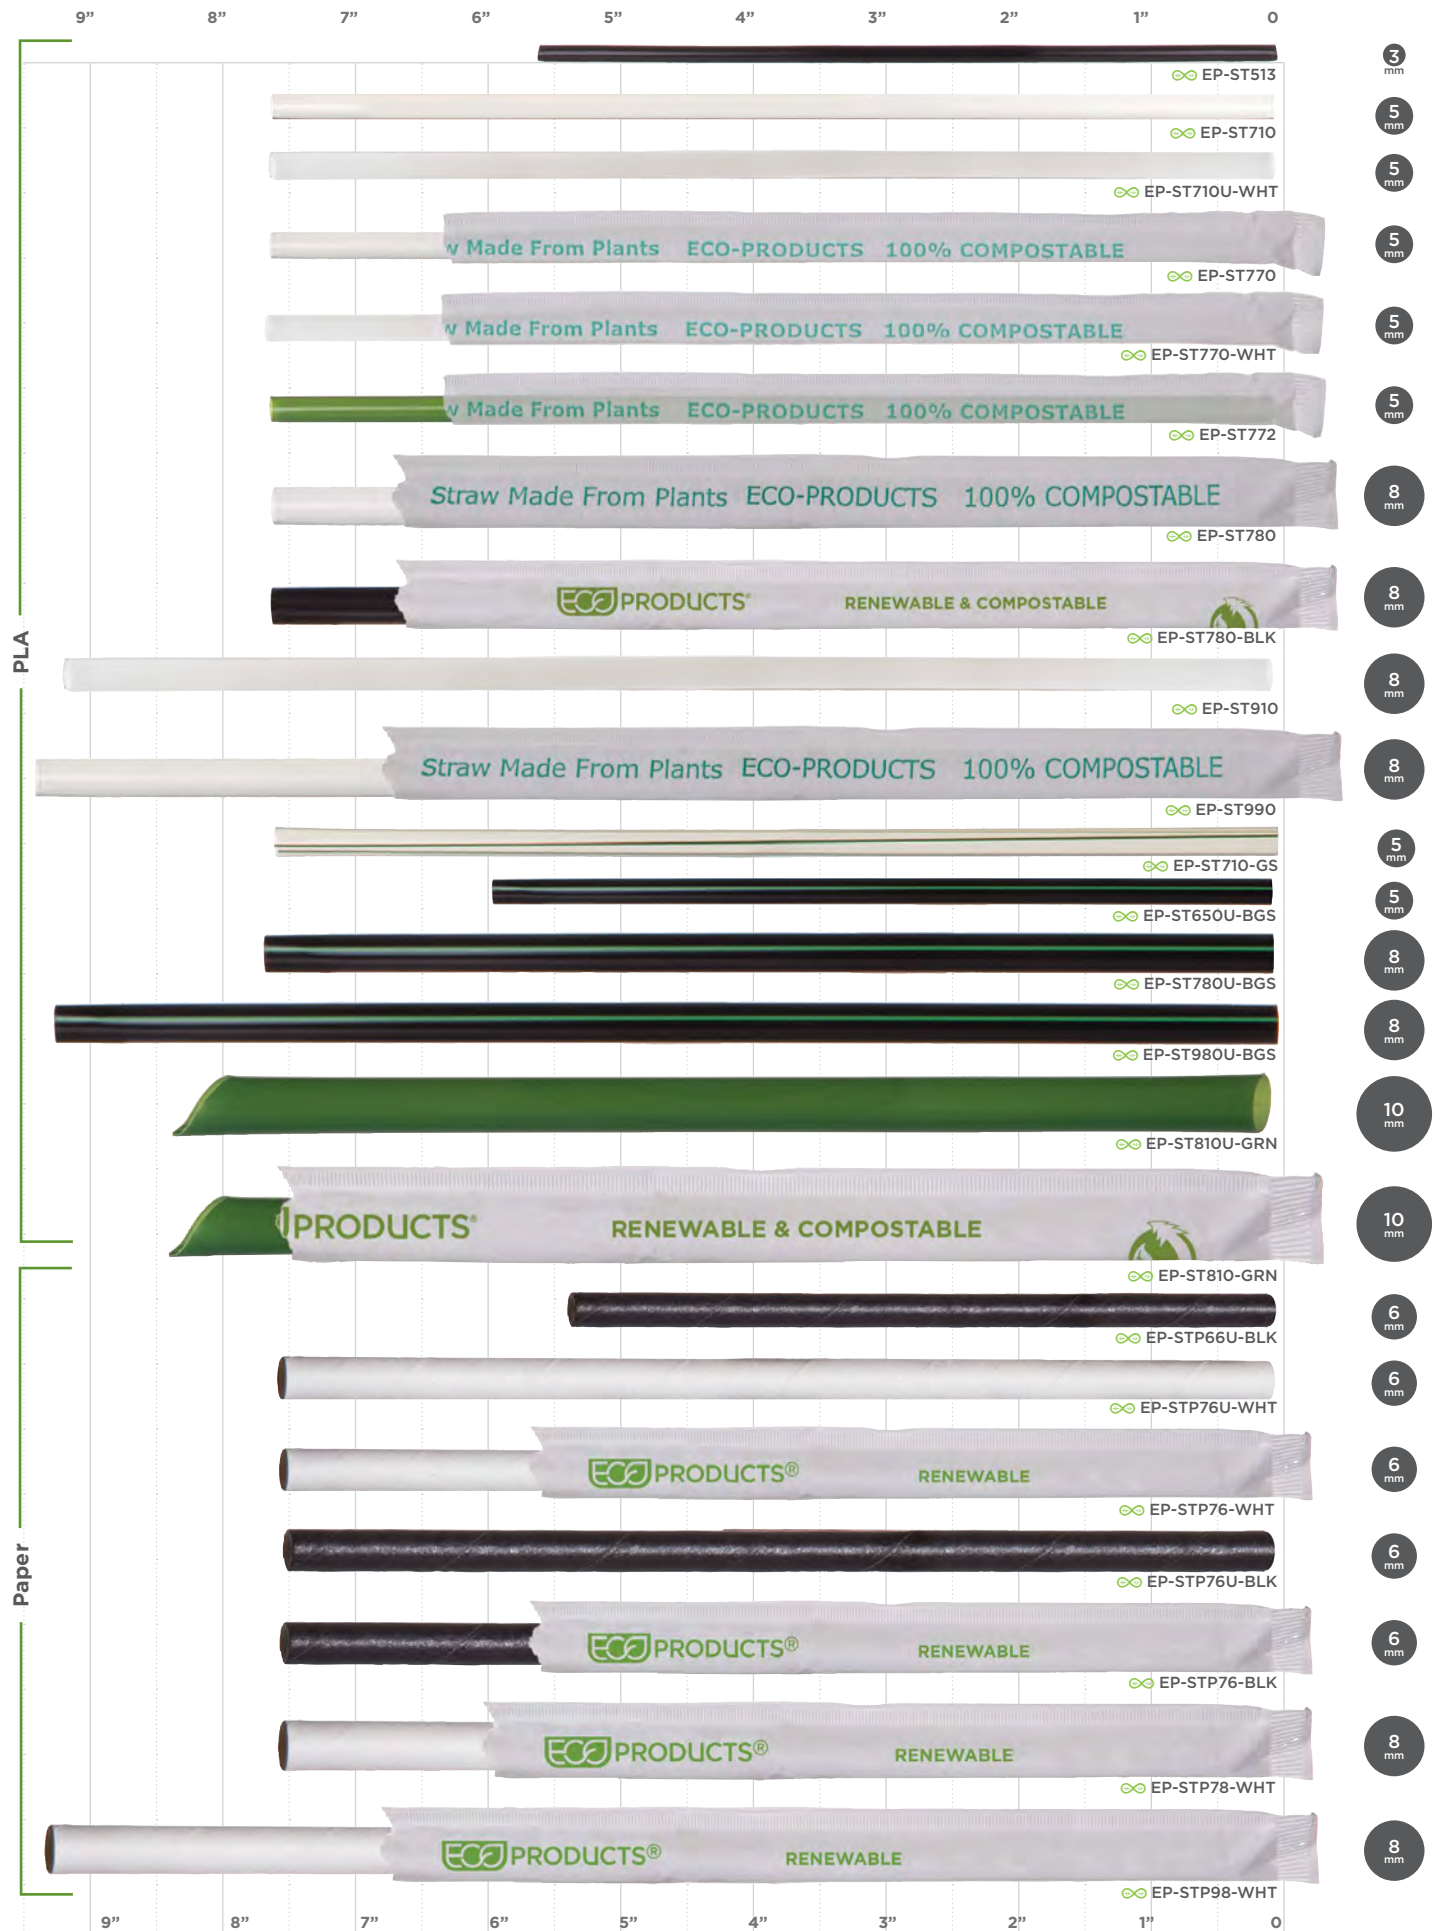 9” 8” 7” 6” 5” 4” 3” 2” 1” 0
3 mm
EP-ST513
5 mm
EP-ST710
5 mm
EP-ST710U-WHT
w Made From Plants ECO-PRODUCTS 100% COMPOSTABLE
5 mm
EP-ST770
w Made From Plants ECO-PRODUCTS 100% COMPOSTABLE
5 mm
EP-ST770-WHT
w Made From Plants ECO-PRODUCTS 100% COMPOSTABLE
5 mm
EP-ST772
Straw Made From Plants ECO-PRODUCTS 100% COMPOSTABLE
8 mm
EP-ST780
ECO PRODUCTS® RENEWABLE & COMPOSTABLE
8 mm
EP-ST780-BLK
PLA
8 mm
EP-ST910
Straw Made From Plants ECO-PRODUCTS 100% COMPOSTABLE
8 mm
EP-ST990
5 mm
EP-ST710-GS
5 mm
EP-ST650U-BGS
8 mm
EP-ST780U-BGS
8 mm
EP-ST980U-BGS
10 mm
EP-ST810U-GRN
PRODUCTS® RENEWABLE & COMPOSTABLE
10 mm
EP-ST810-GRN
6 mm
EP-STP66U-BLK
6 mm
EP-STP76U-WHT
ECO PRODUCTS® RENEWABLE
6 mm
EP-STP76-WHT
Paper
6 mm
EP-STP76U-BLK
ECO PRODUCTS® RENEWABLE
6 mm
EP-STP76-BLK
ECO PRODUCTS® RENEWABLE
8 mm
EP-STP78-WHT
ECO PRODUCTS® RENEWABLE
8 mm
EP-STP98-WHT
9” 8” 7” 6” 5” 4” 3” 2” 1” 0